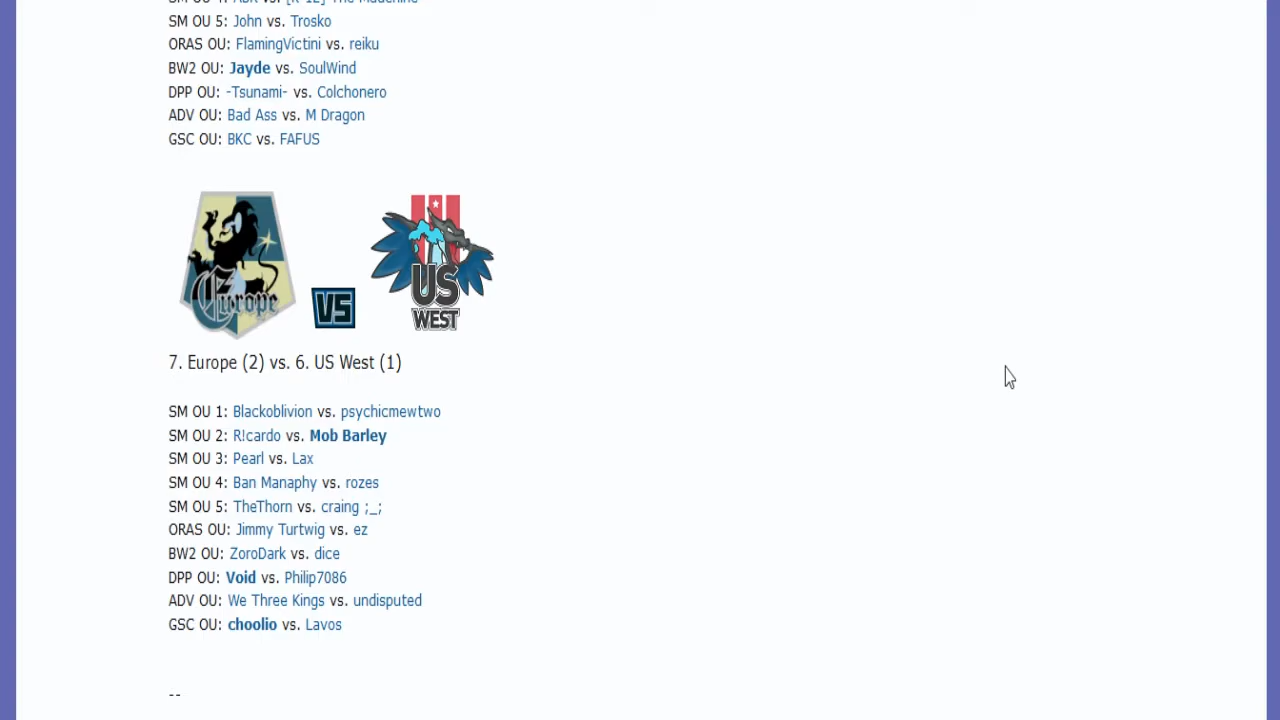 SM OU 5: John vs. Trosko
ORAS OU: FlamingVictini vs. reiku
BW2 OU: Jayde vs. SoulWind
DPP OU: -Tsunami- vs. Colchonero
ADV OU: Bad Ass vs. M Dragon
GSC OU: BKC vs. FAFUS
Europe
VS
US
WEST
7. Europe (2) vs. 6. US West (1)
SM OU 1: Blackoblivion vs. psychicmewtwo
SM OU 2: R!cardo vs. Mob Barley
SM OU 3: Pearl vs. Lax
SM OU 4: Ban Manaphy vs. rozes
SM OU 5: TheThorn vs. craing ;_;
ORAS OU: Jimmy Turtwig vs. ez
BW2 OU: ZoroDark vs. dice
DPP OU: Void vs. Philip7086
ADV OU: We Three Kings vs. undisputed
GSC OU: choolio vs. Lavos
--